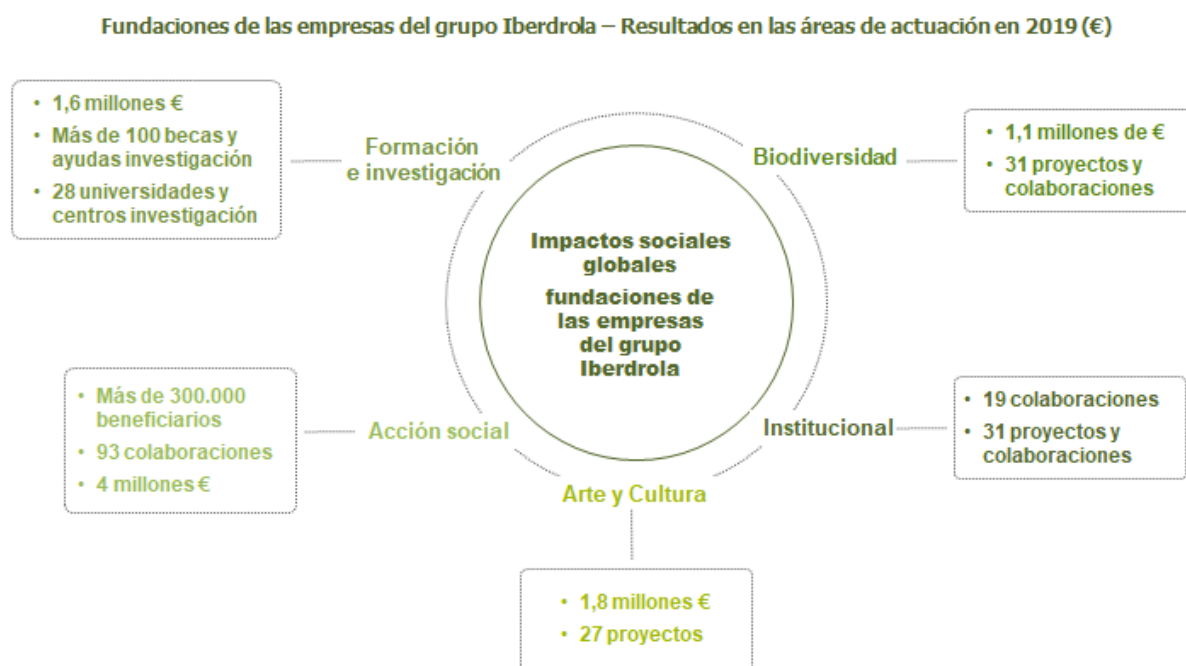 Fundaciones de las empresas del grupo Iberdrola – Resultados en las áreas de actuación en 2019 (€)
• 1,6 millones €
• Más de 100 becas y
ayudas investigación
• 28 universidades y
centros investigación
Formación
e investigación
Biodiversidad
• 1,1 millones de €
• 31 proyectos y
colaboraciones
Impactos sociales
globales
fundaciones de
las empresas
del grupo
Iberdrola
• Más de 300.000
beneficiarios
• 93 colaboraciones
• 4 millones €
Acción social
Institucional
• 19 colaboraciones
• 31 proyectos y
colaboraciones
Arte y Cultura
• 1,8 millones €
• 27 proyectos